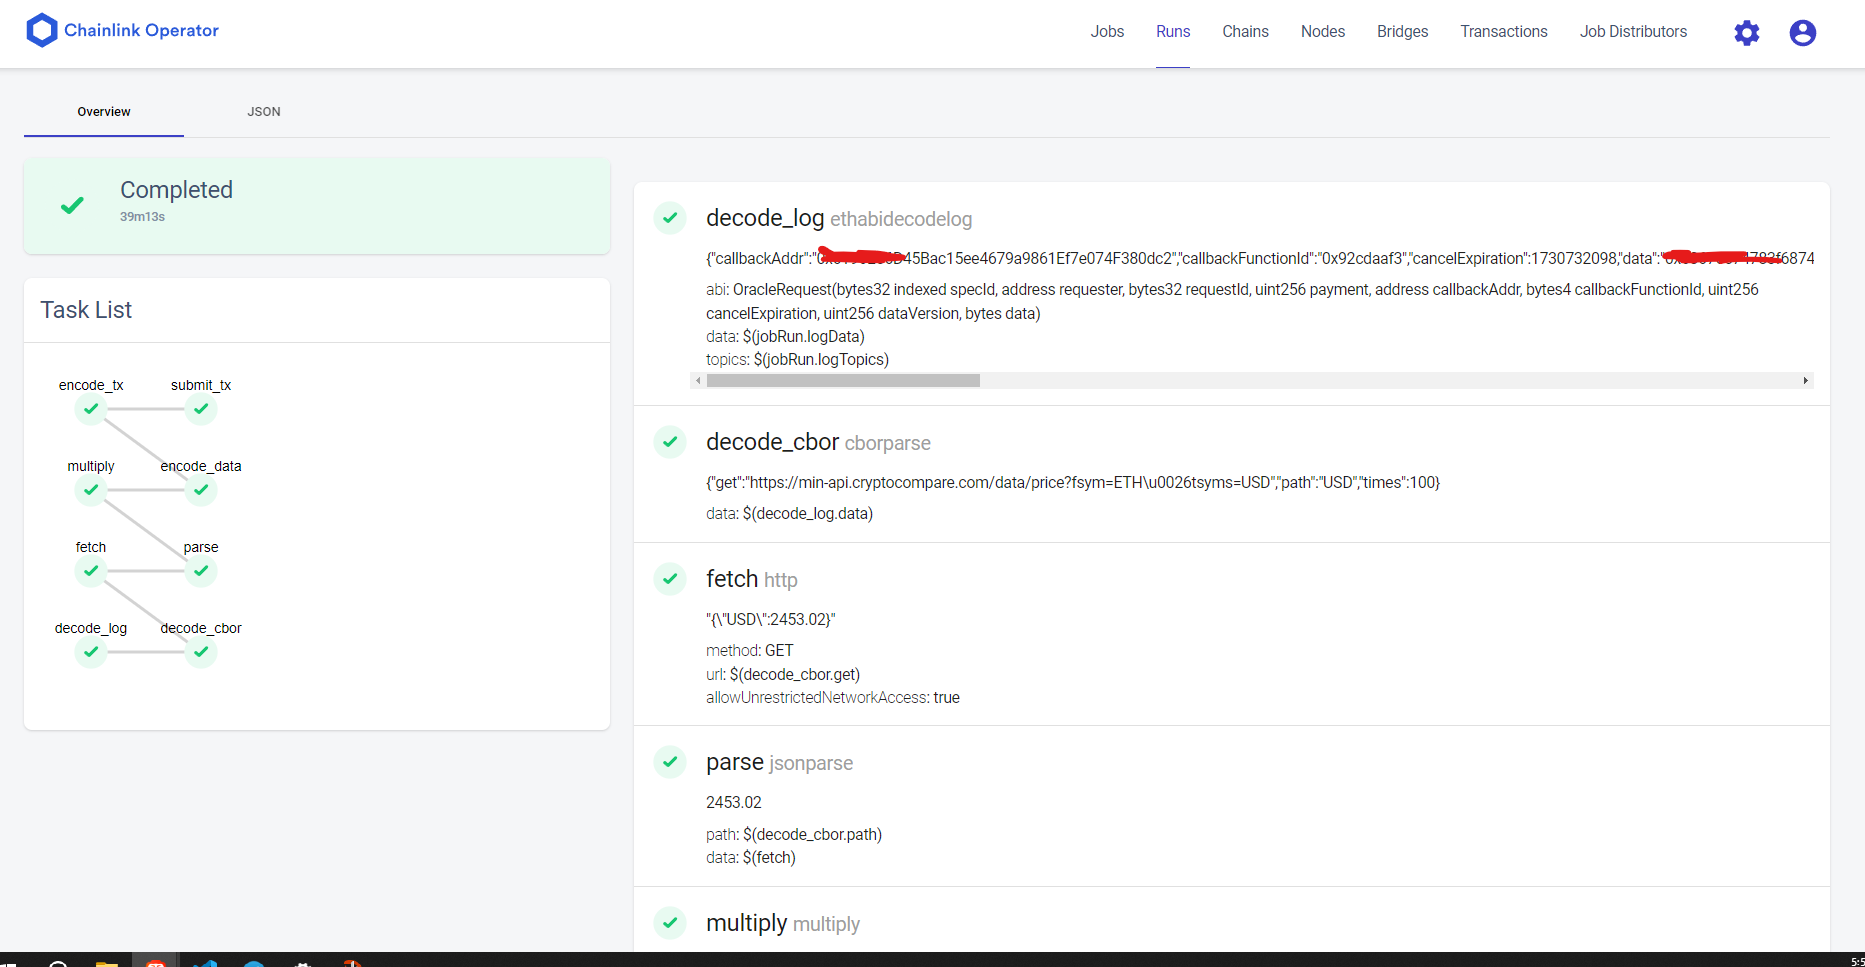 Chainlink Operator
Jobs
Runs
Chains
Nodes
Bridges
Transactions
Job Distributors
Overview
JSON
Completed
39m13s
Task List
encode_tx
submit_tx
multiply
encode_data
fetch
parse
decode_log
decode_cbor
decode_log ethabidecodelog
{"callbackAddr":" D45Bac15ee4679a9861Ef7e074F380dc2","callbackFunctionId":"0x92cdaaf3","cancelExpiration":1730732098,"data":" 6874
abi: OracleRequest(bytes32 indexed specId, address requester, bytes32 requestId, uint256 payment, address callbackAddr, bytes4 callbackFunctionId, uint256
cancelExpiration, uint256 dataVersion, bytes data)
data: $(jobRun.logData)
topics: $(jobRun.logTopics)
decode_cbor cborparse
{"get":"https://min-api.cryptocompare.com/data/price?fsym=ETH\u0026tsyms=USD","path":"USD","times":100}
data: $(decode_log.data)
fetch http
"{\"USD\":2453.02}"
method: GET
url: $(decode_cbor.get)
allowUnrestrictedNetworkAccess: true
parse jsonparse
2453.02
path: $(decode_cbor.path)
data: $(fetch)
multiply multiply